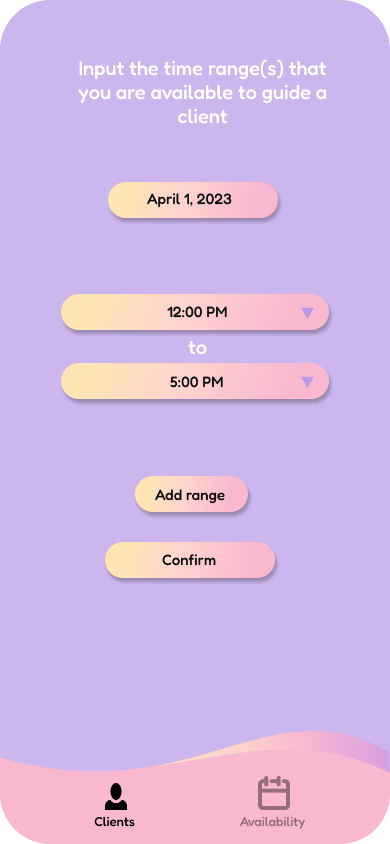 Input the time range(s) that
you are available to guide a
client
April 1, 2023
12:00 PM
to
5:00 PM
Add range
Confirm
Clients
Availability